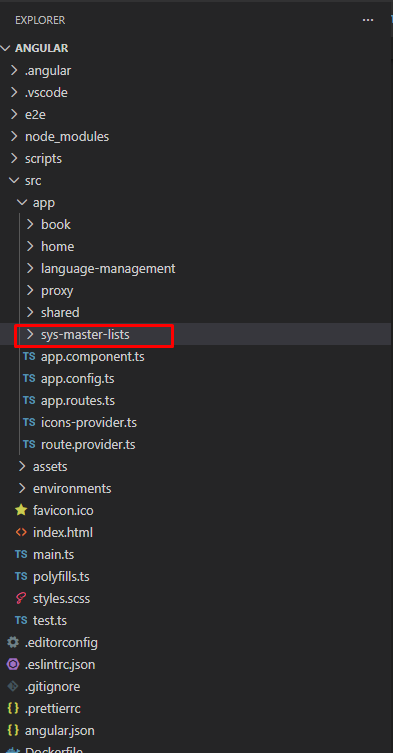 EXPLORER ...
ANGULAR
.angular
.vscode
e2e
node_modules
scripts
src
app
book
home
language-management
proxy
shared
sys-master-lists
TS app.component.ts
TS app.config.ts
TS app.routes.ts
TS icons-provider.ts
TS route.provider.ts
assets
environments
favicon.ico
<> index.html
TS main.ts
TS polyfills.ts
styles.scss
TS test.ts
.editorconfig
.eslintrc.json
.gitignore
{} .prettierrc
{} angular.json
Dockerfile